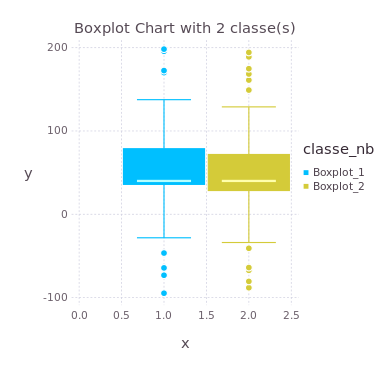 Boxplot Chart with 2 classe(s)
200
100
0
-100
y
0.0 0.5 1.0 1.5 2.0 2.5
x
classe_nb
Boxplot_1
Boxplot_2